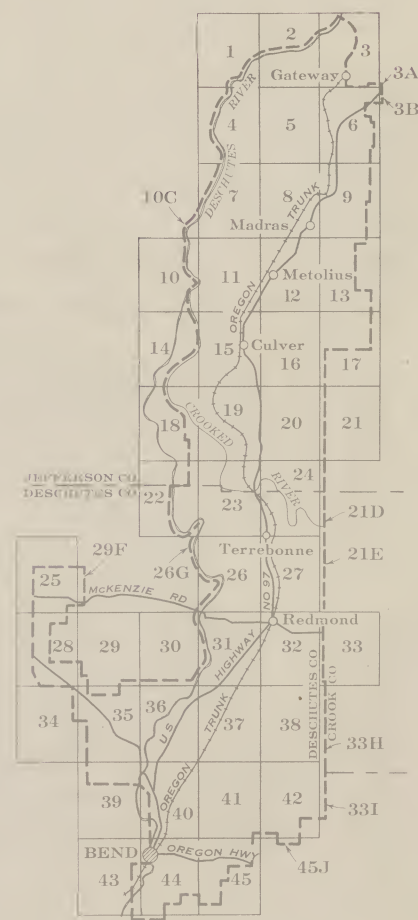 2
1
3
Gateway
3A
3B
RIVER
4
5
6
DESCHUTES
7
8
9
10C
TRUNK
Madras
10
11
Metolius
12
13
OREGON
14
15
Culver
16
17
18
19
20
21
CROOKED
JEFFERSON CO.
DESCHUTES CO.
22
23
24
RIVER
21D
Terrebonne
21E
29F
26G
26
27
25
McKENZIE RD
NO 97
Redmond
28
29
30
31
32
33
HIGHWAY
34
35
36
U S
TRUNK
37
38
DESCHUTES CO
CROOK CO
33H
39
OREGON
40
41
42
33I
BEND
OREGON HWY
45J
43
44
45